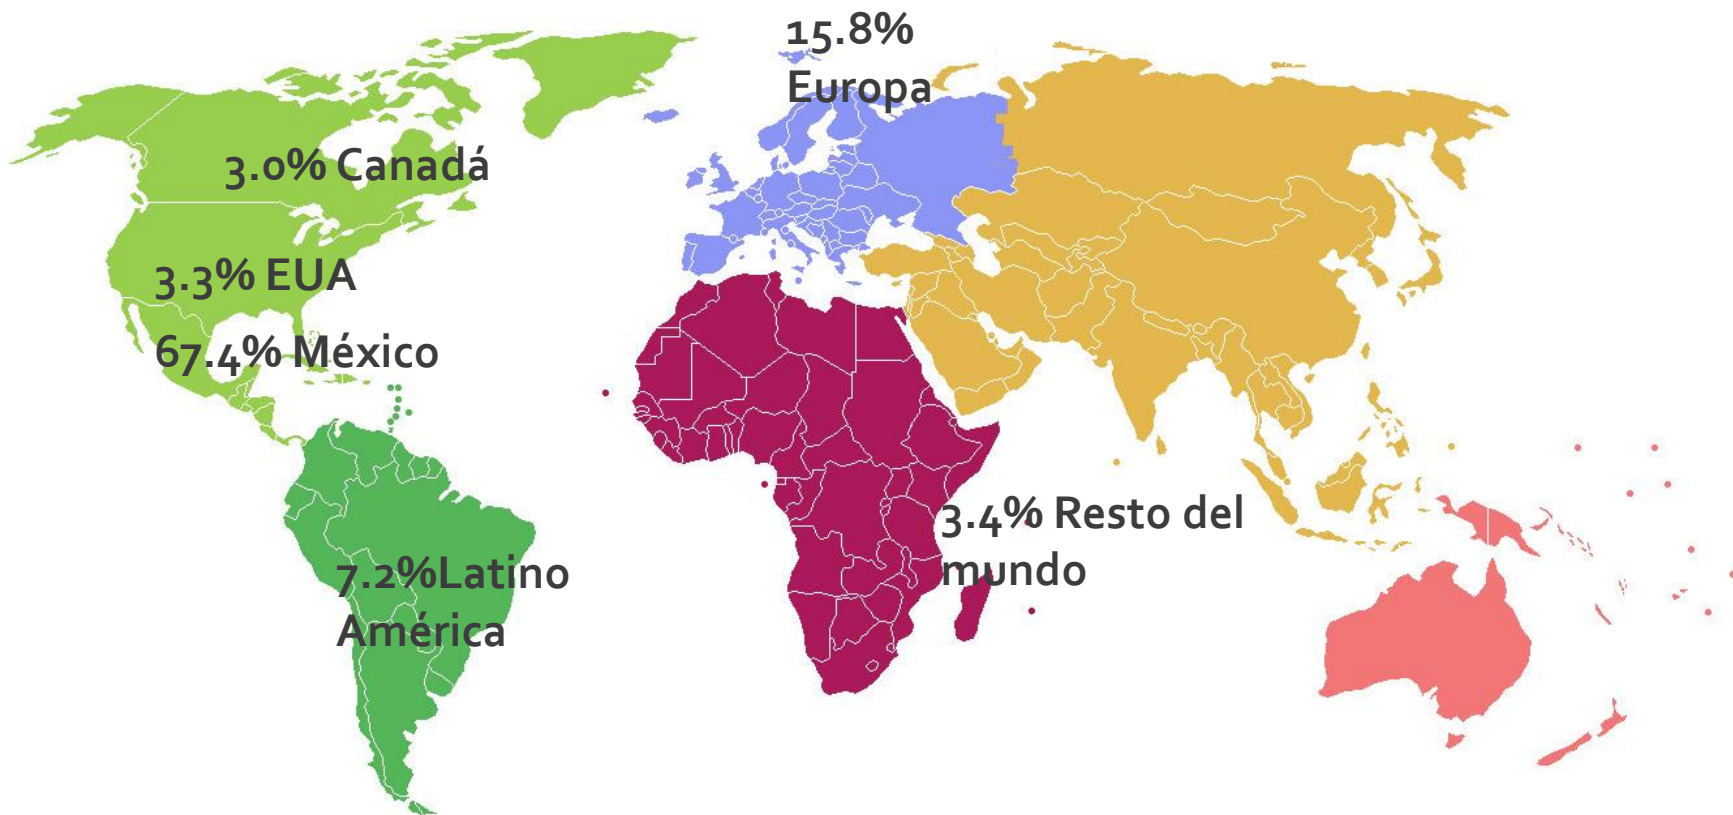 15.8%
Europa
3.0% Canadá
3.3% EUA
67.4% México
3.4% Resto del
mundo
7.2%Latino
América